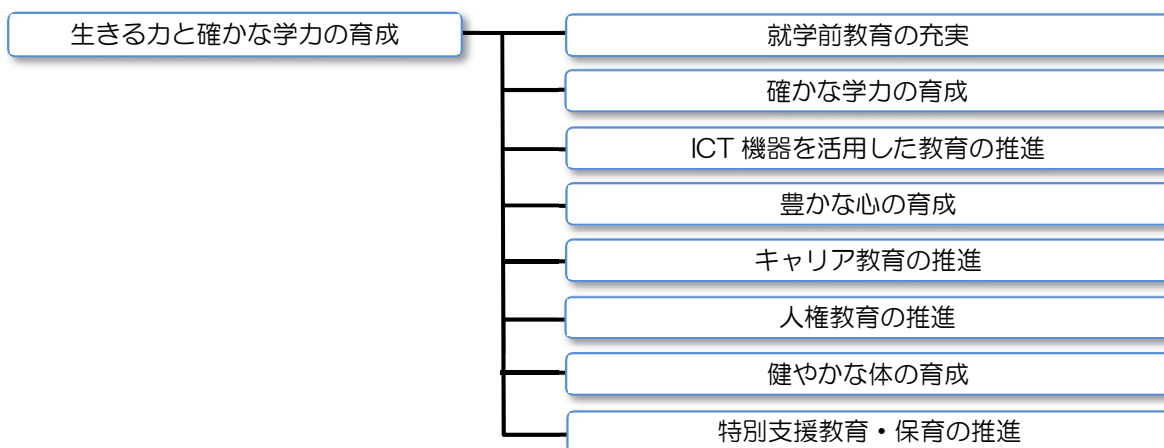 生きる力と確かな学力の育成
就学前教育の充実
確かな学力の育成
ICT 機器を活用した教育の推進
豊かな心の育成
キャリア教育の推進
人権教育の推進
健やかな体の育成
特別支援教育・保育の推進